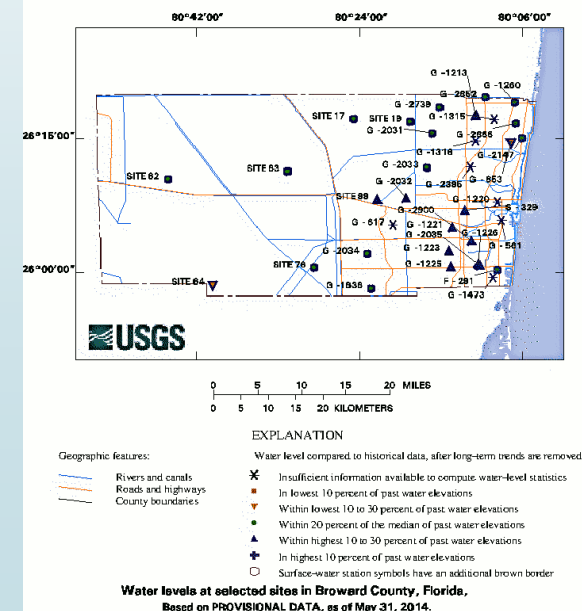 80°42'00" 80°24'00" 80°06'00"
G -1213
G -2852 G -1260
G -2739 G -1315
SITE 17 SITE 19
G -2031 G -2866
26°15'00"
G -1316 G -2147
G -2033
SITE 62 SITE 63 G -2032 G -2395 G -853
SITE 69 G -2900 G -1220 S - 329
G -617 G -1221 G -1226
G -2035
G -2034 G -1223 G -561
26°00'00"
SITE 76 G -1225
SITE 64 G -1636 F - 291
G -1473
USGS
0 5 10 15 20 MILES
0 5 10 15 20 KILOMETERS
EXPLANATION
Geographic features: Water level compared to historical data, after long-term trends are removed
Rivers and canals Insufficient information available to compute water-level statistics
Roads and highways In lowest 10 percent of past water elevations
County boundaries Within lowest 10 to 30 percent of past water elevations
Within 20 percent of the median of past water elevations
Within highest 10 to 30 percent of past water elevations
In highest 10 percent of past water elevations
Surface-water station symbols have an additional brown border
Water levels at selected sites in Broward County, Florida,
Based on PROVISIONAL DATA, as of May 31, 2014.